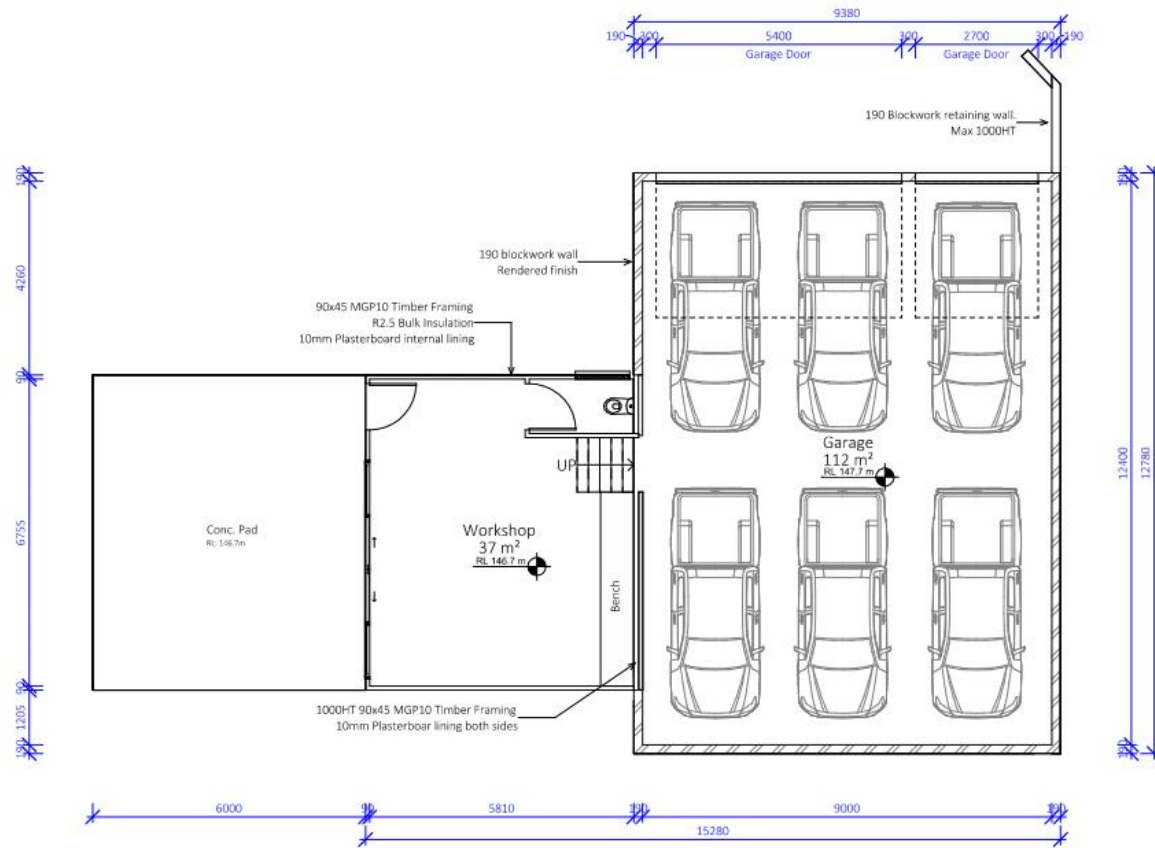 9380
190
300
5400
300
2700
300
190
Garage Door
Garage Door
190 Blockwork retaining wall.
Max 1000HT
190 blockwork wall
Rendered finish
90x45 MGP10 Timber Framing
R2.5 Bulk Insulation
10mm Plasterboard internal lining
190
4260
90
6755
90
1205
190
190
12400
190
12780
Garage
112 m²
RL 147.7 m
UP
Conc. Pad
RL: 146.7m
Workshop
37 m²
RL 146.7 m
Bench
1000HT 90x45 MGP10 Timber Framing
10mm Plasterboar lining both sides
6000
90
5810
190
9000
190
15280